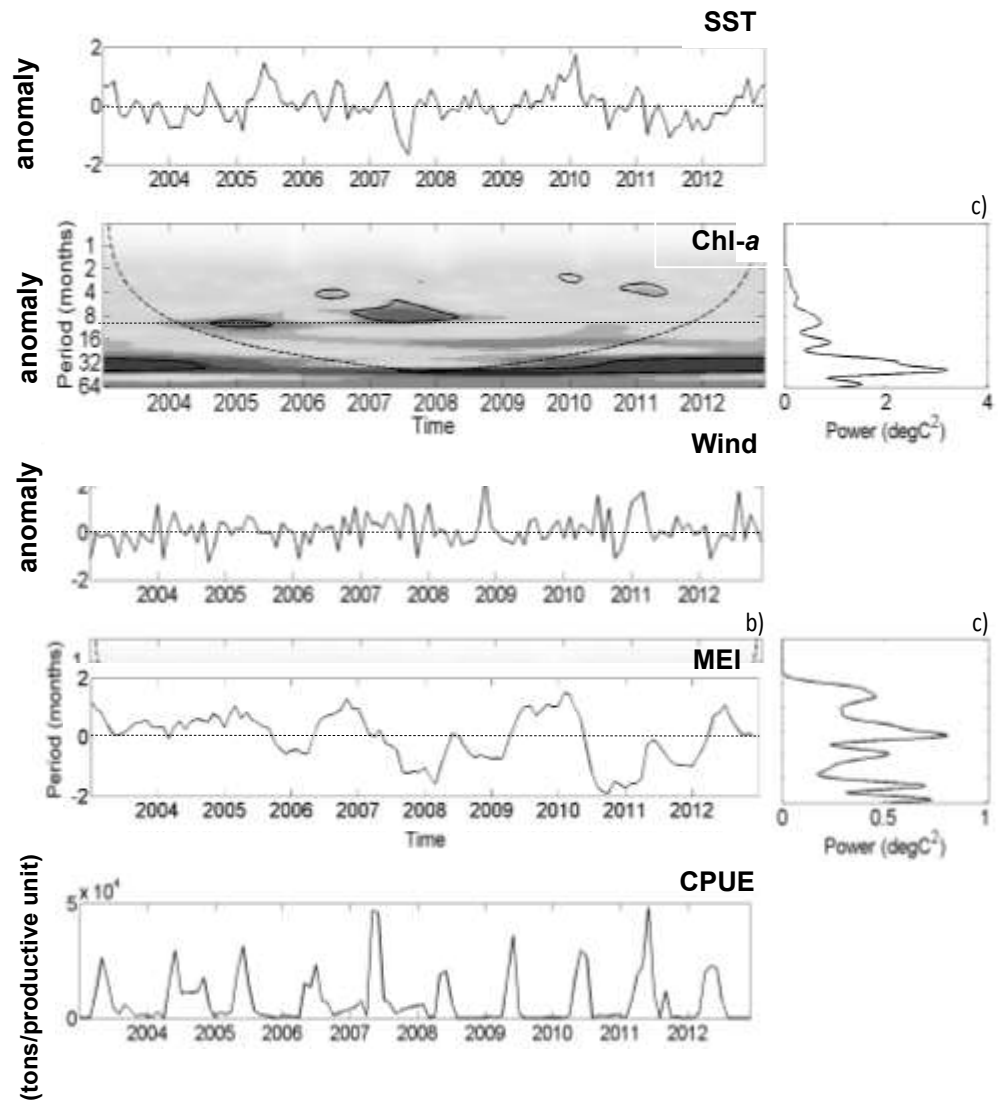 SST
anomaly
2
0
-2
2004 2005 2006 2007 2008 2009 2010 2011 2012
c)
Chl-a
anomaly
Period (months)
1
2
4
8
16
32
64
2004 2005 2006 2007 2008 2009 2010 2011 2012
Time
0 2 4
Power (degC²)
Wind
anomaly
2
0
-2
2004 2005 2006 2007 2008 2009 2010 2011 2012
b)
c)
MEI
Period (months)
1
2
0
-2
2004 2005 2006 2007 2008 2009 2010 2011 2012
Time
0 0.5 1
Power (degC²)
CPUE
(tons/productive unit)
5 x 10⁴
0
2004 2005 2006 2007 2008 2009 2010 2011 2012